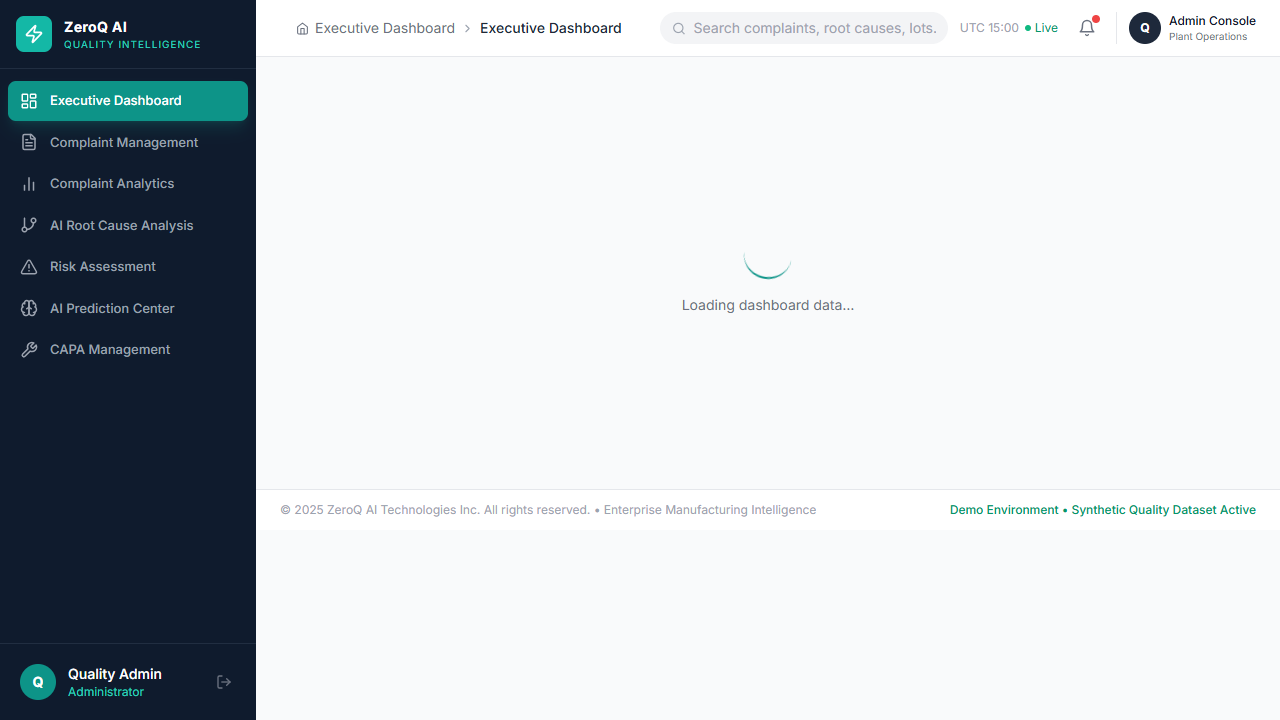 ZeroQ AI
QUALITY INTELLIGENCE
Executive Dashboard
Complaint Management
Complaint Analytics
AI Root Cause Analysis
Risk Assessment
AI Prediction Center
CAPA Management
Q
Quality Admin
Administrator
Executive Dashboard > Executive Dashboard
Search complaints, root causes, lots.
UTC 15:00 ● Live
Q
Admin Console
Plant Operations
Loading dashboard data...
© 2025 ZeroQ AI Technologies Inc. All rights reserved. • Enterprise Manufacturing Intelligence
Demo Environment • Synthetic Quality Dataset Active